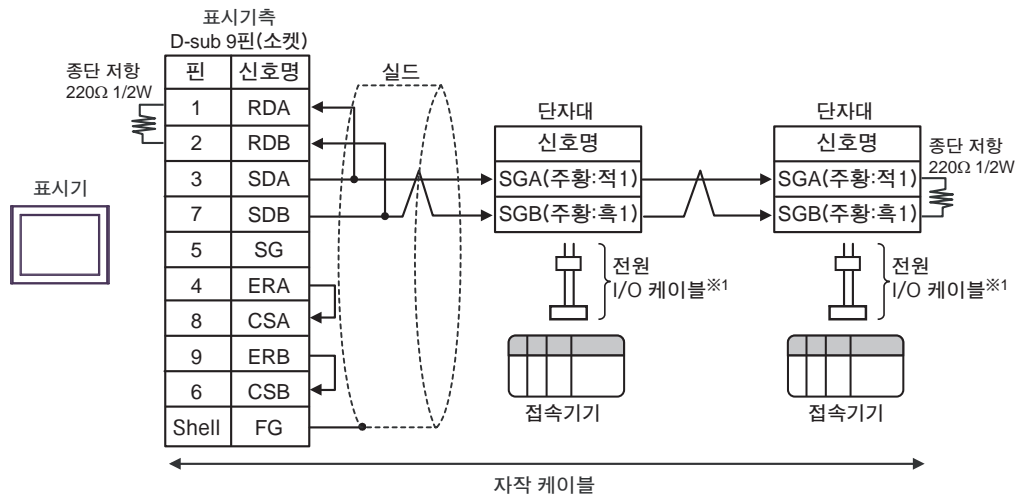 표시기측
D-sub 9핀(소켓)
종단 저항
220Ω 1/2W
핀 신호명
1 RDA
2 RDB
3 SDA
7 SDB
5 SG
4 ERA
8 CSA
9 ERB
6 CSB
Shell FG
표시기
실드
단자대
신호명
SGA(주황:적1)
SGB(주황:흑1)
전원
I/O 케이블※1
접속기기
단자대
신호명
SGA(주황:적1)
SGB(주황:흑1)
종단 저항
220Ω 1/2W
전원
I/O 케이블※1
접속기기
자작 케이블